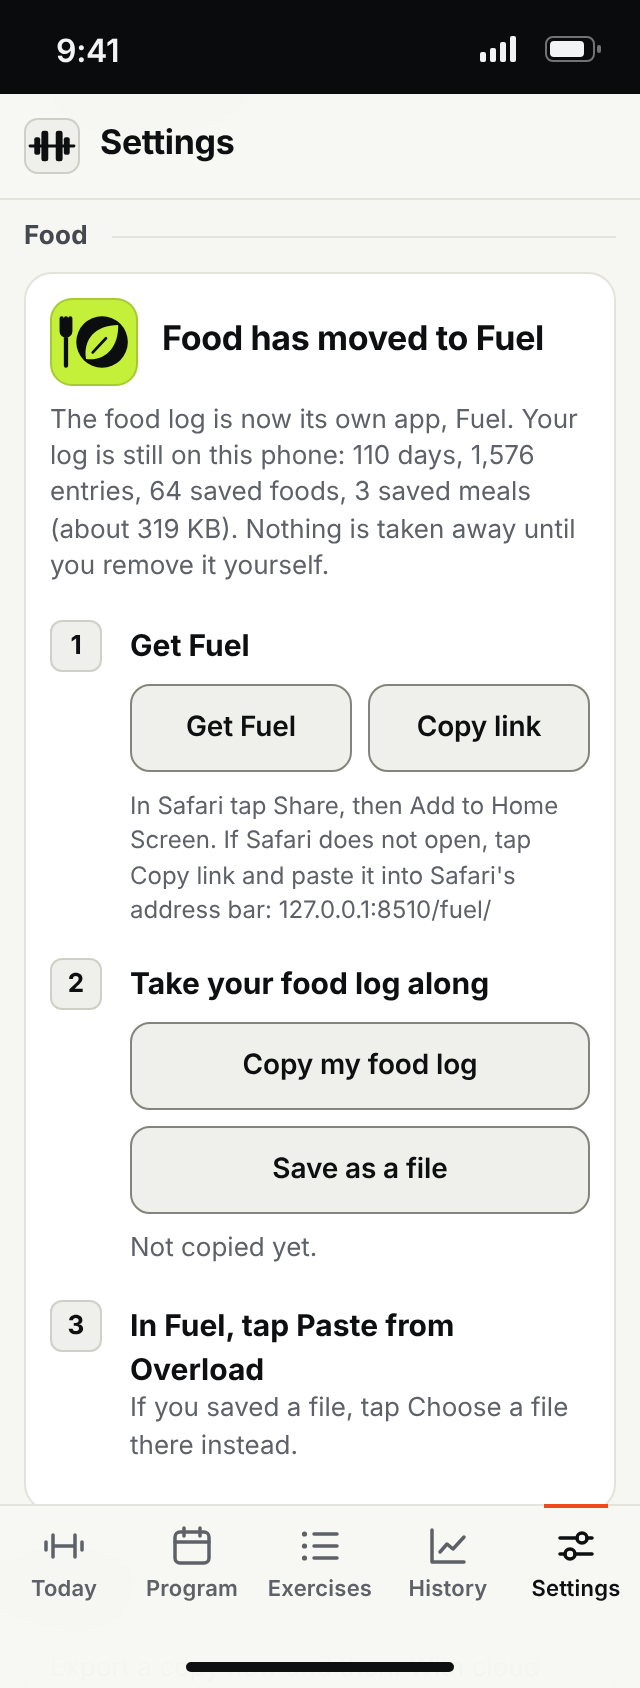 9:41
Settings
Food
Food has moved to Fuel
The food log is now its own app, Fuel. Your
log is still on this phone: 110 days, 1,576
entries, 64 saved foods, 3 saved meals
(about 319 KB). Nothing is taken away until
you remove it yourself.
1
Get Fuel
Get Fuel
Copy link
In Safari tap Share, then Add to Home
Screen. If Safari does not open, tap
Copy link and paste it into Safari's
address bar: 127.0.0.1:8510/fuel/
2
Take your food log along
Copy my food log
Save as a file
Not copied yet.
3
In Fuel, tap Paste from
Overload
If you saved a file, tap Choose a file
there instead.
Today
Program
Exercises
History
Settings